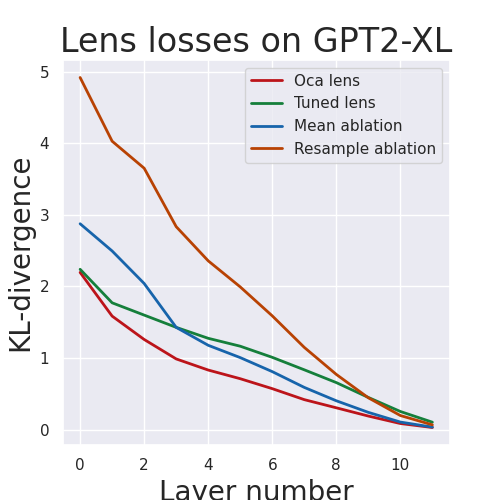 Lens losses on GPT2-XL
Oca lens
Tuned lens
Mean ablation
Resample ablation
KL-divergence
5
4
3
2
1
0
0 2 4 6 8 10
Layer number